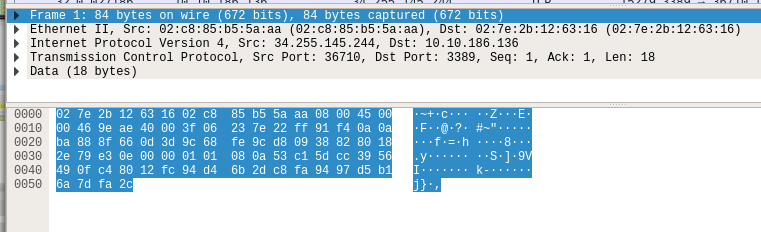 Frame 1: 84 bytes on wire (672 bits), 84 bytes captured (672 bits)
Ethernet II, Src: 02:c8:85:b5:5a:aa (02:c8:85:b5:5a:aa), Dst: 02:7e:2b:12:63:16 (02:7e:2b:12:63:16)
Internet Protocol Version 4, Src: 34.255.145.244, Dst: 10.10.186.136
Transmission Control Protocol, Src Port: 36710, Dst Port: 3389, Seq: 1, Ack: 1, Len: 18
Data (18 bytes)
0000 02 7e 2b 12 63 16 02 c8 85 b5 5a aa 08 00 45 00 ·~+·c··· ··Z···E·
0010 00 46 9e ae 40 00 3f 06 23 7e 22 ff 91 f4 0a 0a ·F··@·?· #~"·····
0020 ba 88 8f 66 0d 3d 9c 68 fe 9c d8 09 38 82 80 18 ···f·=·h ····8···
0030 2e 79 e3 0e 00 00 01 01 08 0a 53 c1 5d cc 39 56 .y······ ··S·]·9V
0040 49 0f c4 80 12 fc 94 d4 6b 2d c8 fa 94 97 d5 b1 I······· k-······
0050 6a 7d fa 2c j}·,